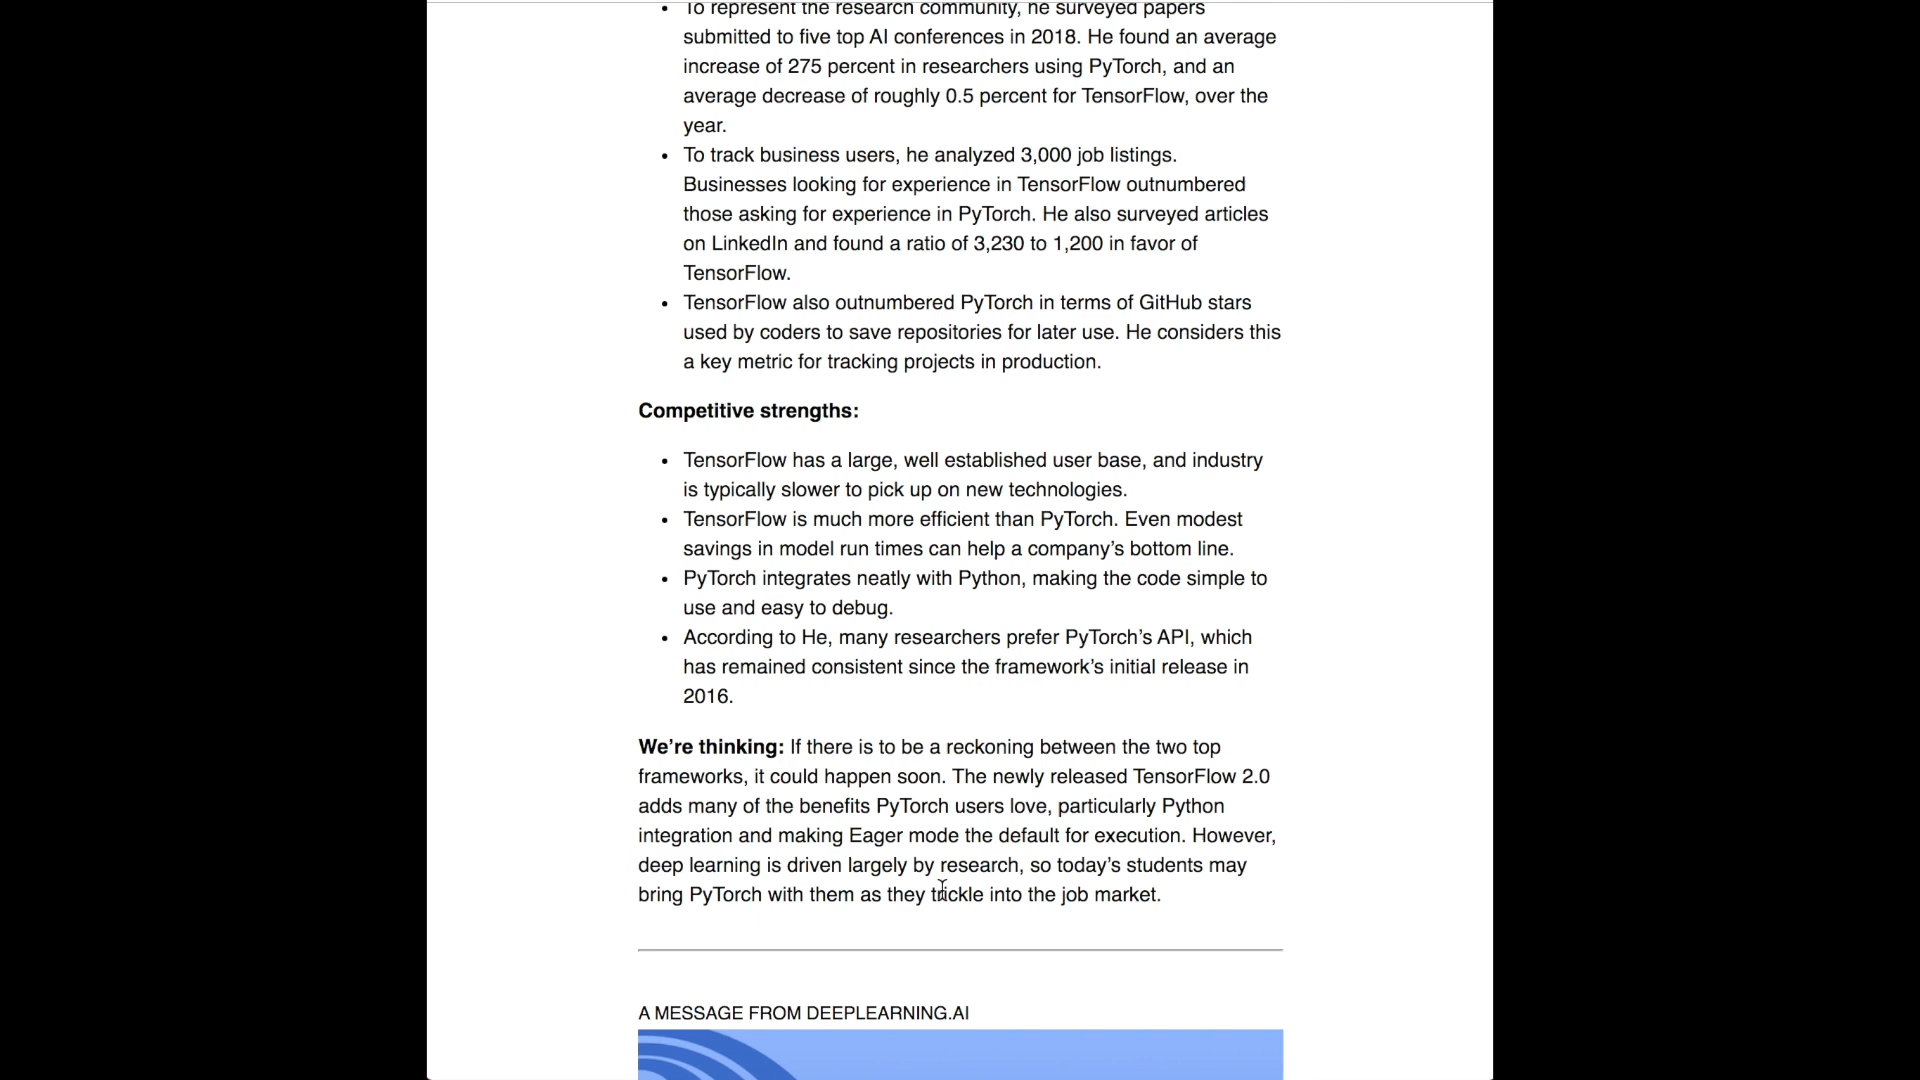 • To represent the research community, he surveyed papers
submitted to five top AI conferences in 2018. He found an average
increase of 275 percent in researchers using PyTorch, and an
average decrease of roughly 0.5 percent for TensorFlow, over the
year.
• To track business users, he analyzed 3,000 job listings.
Businesses looking for experience in TensorFlow outnumbered
those asking for experience in PyTorch. He also surveyed articles
on LinkedIn and found a ratio of 3,230 to 1,200 in favor of
TensorFlow.
• TensorFlow also outnumbered PyTorch in terms of GitHub stars
used by coders to save repositories for later use. He considers this
a key metric for tracking projects in production.
Competitive strengths:
• TensorFlow has a large, well established user base, and industry
is typically slower to pick up on new technologies.
• TensorFlow is much more efficient than PyTorch. Even modest
savings in model run times can help a company’s bottom line.
• PyTorch integrates neatly with Python, making the code simple to
use and easy to debug.
• According to He, many researchers prefer PyTorch’s API, which
has remained consistent since the framework’s initial release in
2016.
We’re thinking: If there is to be a reckoning between the two top
frameworks, it could happen soon. The newly released TensorFlow 2.0
adds many of the benefits PyTorch users love, particularly Python
integration and making Eager mode the default for execution. However,
deep learning is driven largely by research, so today’s students may
bring PyTorch with them as they trickle into the job market.
A MESSAGE FROM DEEPLEARNING.AI